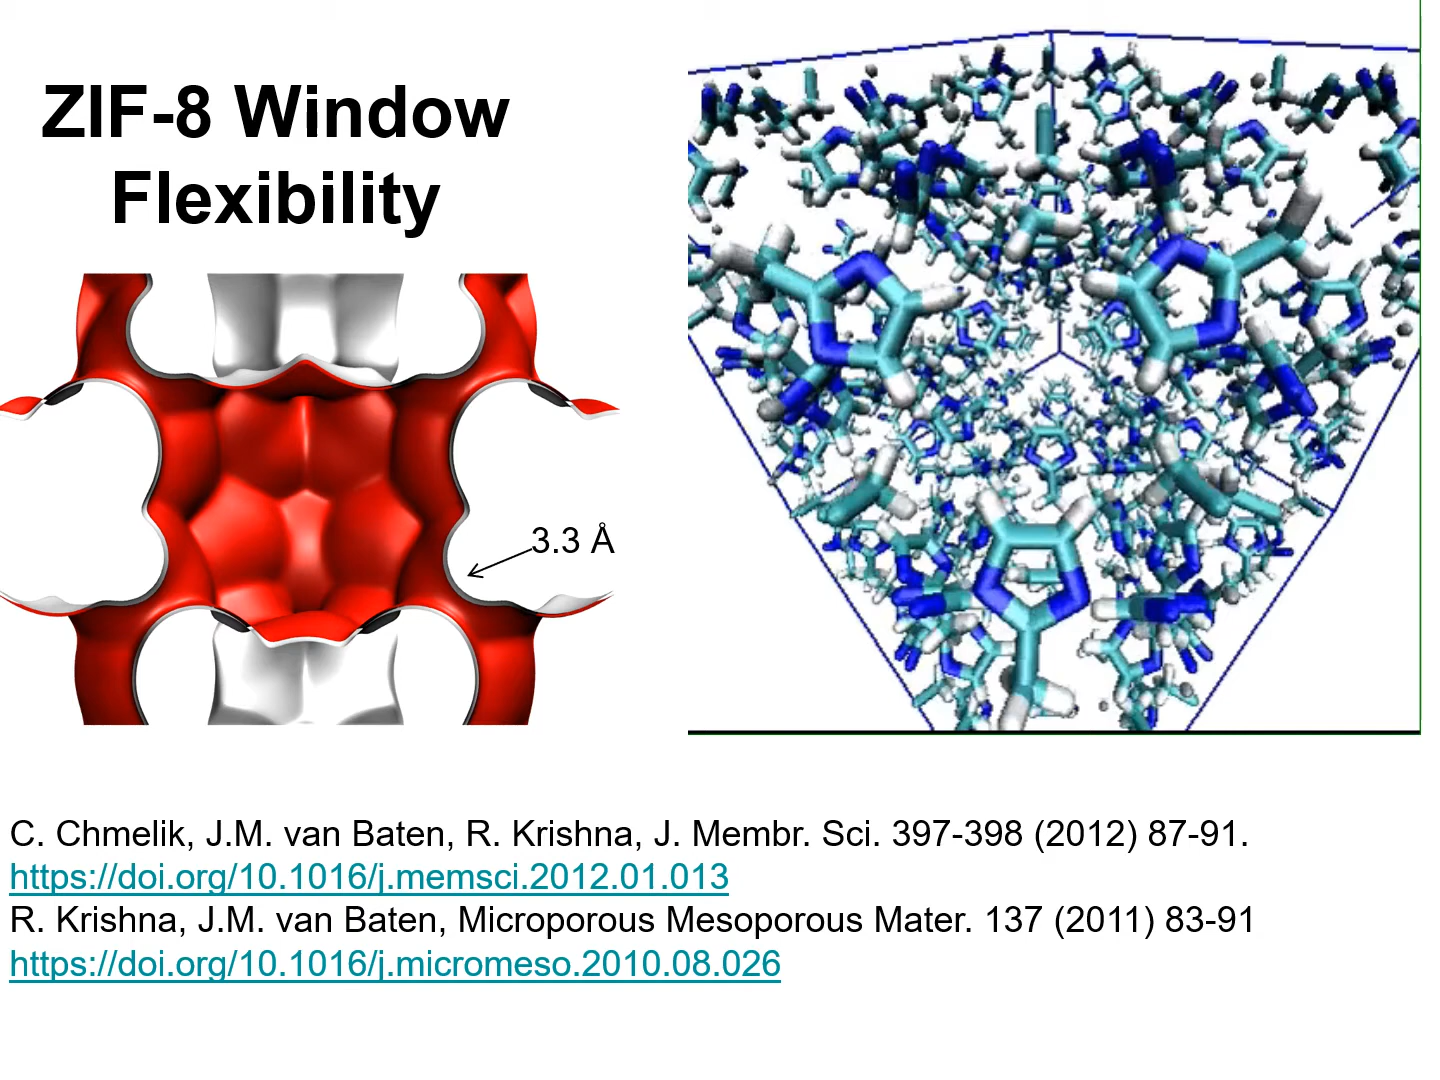 ZIF-8 Window
Flexibility
3.3 Å
C. Chmelik, J.M. van Baten, R. Krishna, J. Membr. Sci. 397-398 (2012) 87-91.
https://doi.org/10.1016/j.memsci.2012.01.013
R. Krishna, J.M. van Baten, Microporous Mesoporous Mater. 137 (2011) 83-91
https://doi.org/10.1016/j.micromeso.2010.08.026